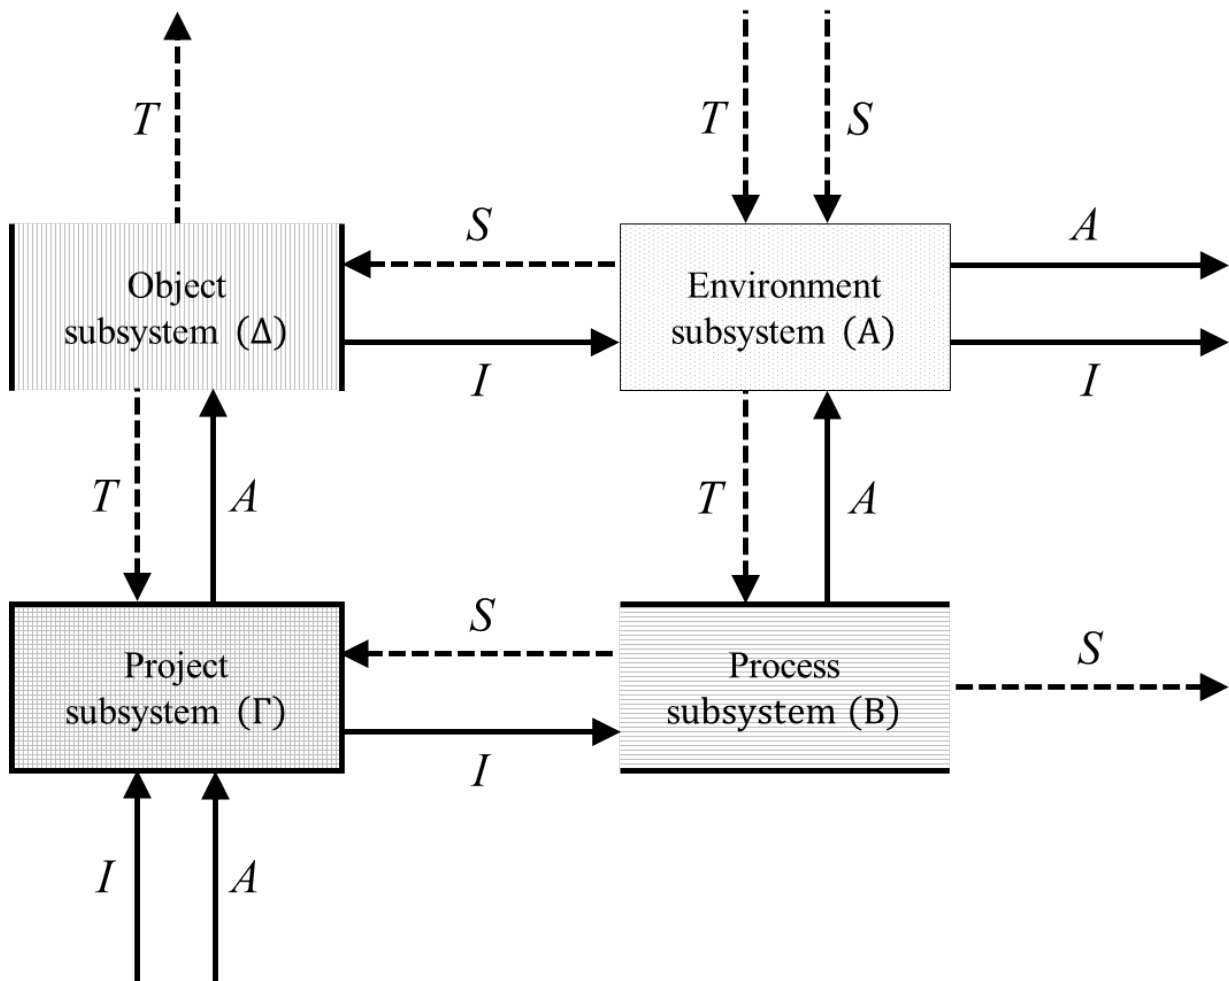 T
T
S
S
A
Object
subsystem (Δ)
Environment
subsystem (A)
I
I
T
A
T
A
S
S
Project
subsystem (Γ)
Process
subsystem (B)
I
I
A